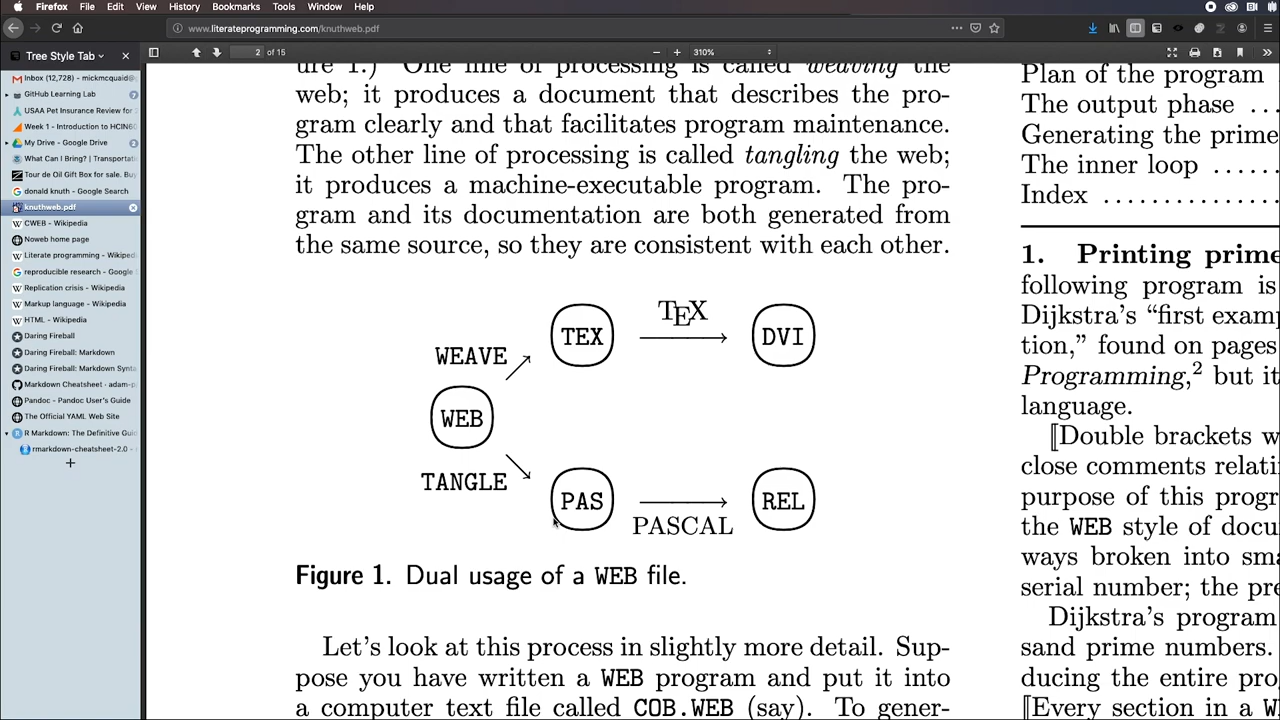 Firefox File Edit View History Bookmarks Tools Window Help
www.literateprogramming.com/knuthweb.pdf
Tree Style Tab
2 of 15
310%
Inbox (12,728) - mickmcquaid@
GitHub Learning Lab
USAA Pet Insurance Review for
Week 1 - Introduction to HCIN60
My Drive - Google Drive
What Can I Bring? | Transportati
Tour de Oil Gift Box for sale. Buy
donald knuth - Google Search
knuthweb.pdf
CWEB - Wikipedia
Noweb home page
Literate programming - Wikiped
reproducible research - Google
Replication crisis - Wikipedia
Markup language - Wikipedia
HTML - Wikipedia
Daring Fireball
Daring Fireball: Markdown
Daring Fireball: Markdown Synta
Markdown Cheatsheet · adam-p
Pandoc - Pandoc User's Guide
The Official YAML Web Site
R Markdown: The Definitive Guid
rmarkdown-cheatsheet-2.0 -
ure 1.) One line of processing is called weaving the
web; it produces a document that describes the pro-
gram clearly and that facilitates program maintenance.
The other line of processing is called tangling the web;
it produces a machine-executable program. The pro-
gram and its documentation are both generated from
the same source, so they are consistent with each other.
TEX
TEX DVI
WEAVE
WEB
TANGLE
PAS REL
PASCAL
Figure 1. Dual usage of a WEB file.
Let's look at this process in slightly more detail. Sup-
pose you have written a WEB program and put it into
a computer text file called COB.WEB (say). To gener-
Plan of the program
The output phase ...
Generating the prime
The inner loop ......
Index ...............
1. Printing prime
following program is
Dijkstra's “first examp
tion,” found on pages
Programming,2 but it
language.
⟦Double brackets w
close comments relati
purpose of this progr
the WEB style of docu
ways broken into sma
serial number; the pre
Dijkstra's program
sand prime numbers.
ducing the entire prog
⟦Every section in a W